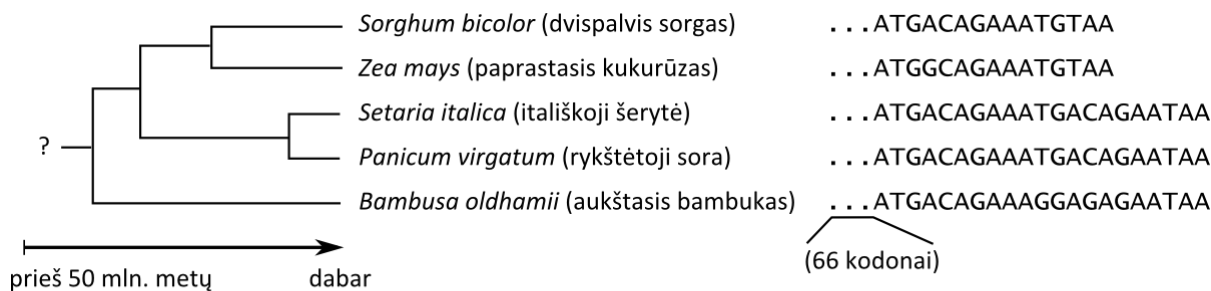 Sorghum bicolor (dvispalvis sorgas) ...ATGACAGAAATGTAA
Zea mays (paprastasis kukurūzas) ...ATGGCAGAAATGTAA
Setaria italica (itališkoji šerytė) ...ATGACAGAAATGACAGAATAA
?
Panicum virgatum (rykštėtoji sora) ...ATGACAGAAATGACAGAATAA
Bambusa oldhamii (aukštasis bambukas) ...ATGACAGAAAGGAGAGAATAA
(66 kodonai)
prieš 50 mln. metų dabar